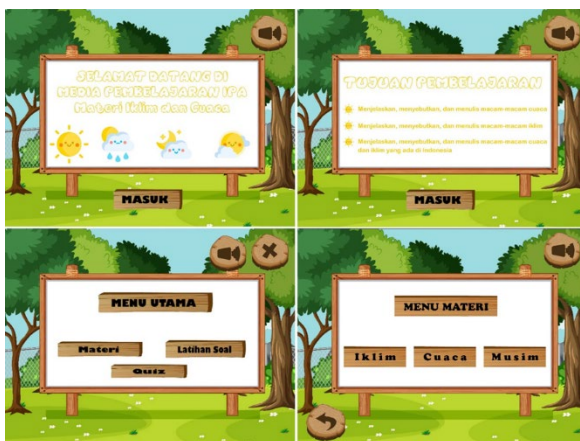 SELAMAT DATANG DI
MEDIA PEMBELAJARAN IPA
Materi Iklim dan Cuaca
MASUK
TUJUAN PEMBELAJARAN
Menjelaskan, menyebutkan, dan menulis macam-macam cuaca
Menjelaskan, menyebutkan, dan menulis macam-macam iklim
Menjelaskan, menyebutkan, dan menulis macam-macam cuaca
dan iklim yang ada di Indonesia
MASUK
MENU UTAMA
Materi
Latihan Soal
Quiz
MENU MATERI
Iklim
Cuaca
Musim